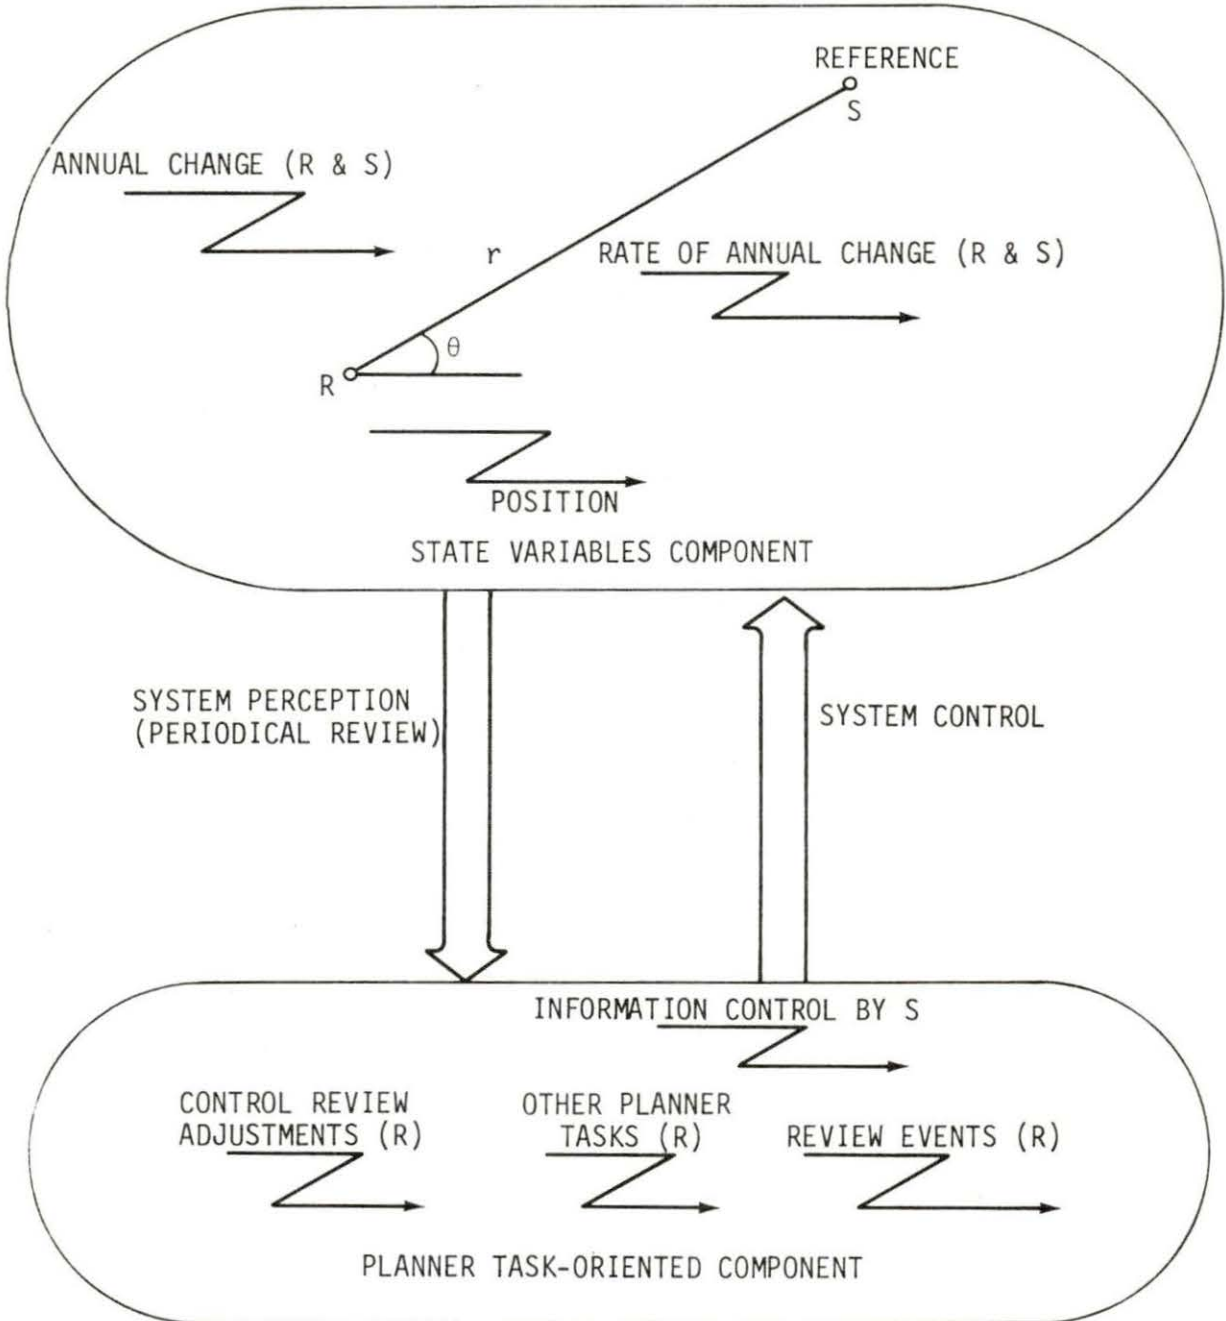 REFERENCE
S
ANNUAL CHANGE (R & S)
r
RATE OF ANNUAL CHANGE (R & S)
θ
R
POSITION
STATE VARIABLES COMPONENT
SYSTEM PERCEPTION
(PERIODICAL REVIEW)
SYSTEM CONTROL
INFORMATION CONTROL BY S
CONTROL REVIEW
ADJUSTMENTS (R)
OTHER PLANNER
TASKS (R)
REVIEW EVENTS (R)
PLANNER TASK-ORIENTED COMPONENT